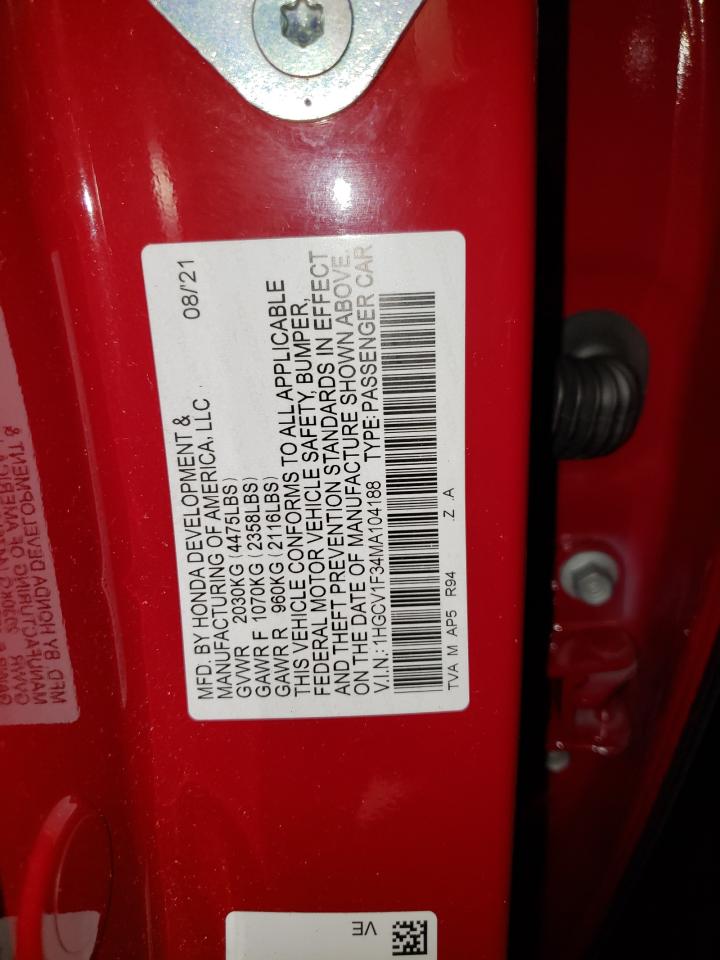 MFD. BY HONDA DEVELOPMENT &
MANUFACTURING OF AMERICA, LLC 08/'21
GVWR 2030KG (4475LBS)
GAWR F 1070KG (2358LBS)
GAWR R 960KG (2116LBS)
THIS VEHICLE CONFORMS TO ALL APPLICABLE
FEDERAL MOTOR VEHICLE SAFETY, BUMPER,
AND THEFT PREVENTION STANDARDS IN EFFECT
ON THE DATE OF MANUFACTURE SHOWN ABOVE.
V.I.N.: 1HGCV1F34MA104188 TYPE: PASSENGER CAR
TVA M AP5 R94 .Z .A
VE